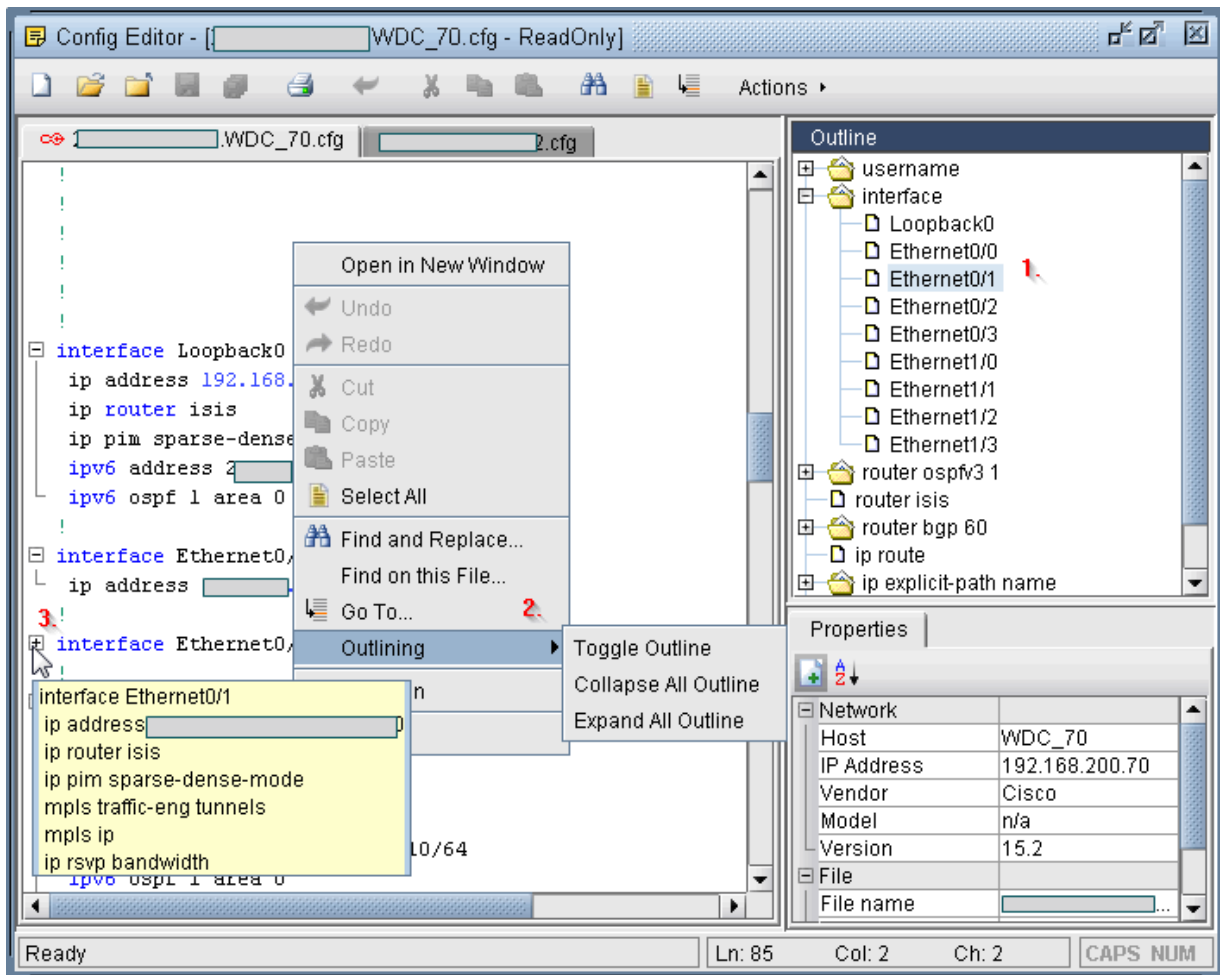 Config Editor - [ WDC_70.cfg - ReadOnly]
Actions
.WDC_70.cfg
2.cfg
!
!
!
!
!
!
interface Loopback0
ip address 192.168.
ip router isis
ip pim sparse-dense
ipv6 address 2
ipv6 ospf 1 area 0
!
interface Ethernet0/
ip address
3.
!
interface Ethernet0/
!
interface Ethernet0/1
ip address 0
ip router isis
ip pim sparse-dense-mode
mpls traffic-eng tunnels
mpls ip
ip rsvp bandwidth
10/64
ipv6 ospf 1 area 0
Open in New Window
Undo
Redo
Cut
Copy
Paste
Select All
Find and Replace...
Find on this File...
Go To...
2.
Outlining
n
Toggle Outline
Collapse All Outline
Expand All Outline
Outline
username
interface
Loopback0
Ethernet0/0
1.
Ethernet0/1
Ethernet0/2
Ethernet0/3
Ethernet1/0
Ethernet1/1
Ethernet1/2
Ethernet1/3
router ospfv3 1
router isis
router bgp 60
ip route
ip explicit-path name
Properties
Network
Host WDC_70
IP Address 192.168.200.70
Vendor Cisco
Model n/a
Version 15.2
File
File name ...
Ready
Ln: 85 Col: 2 Ch: 2 CAPS NUM